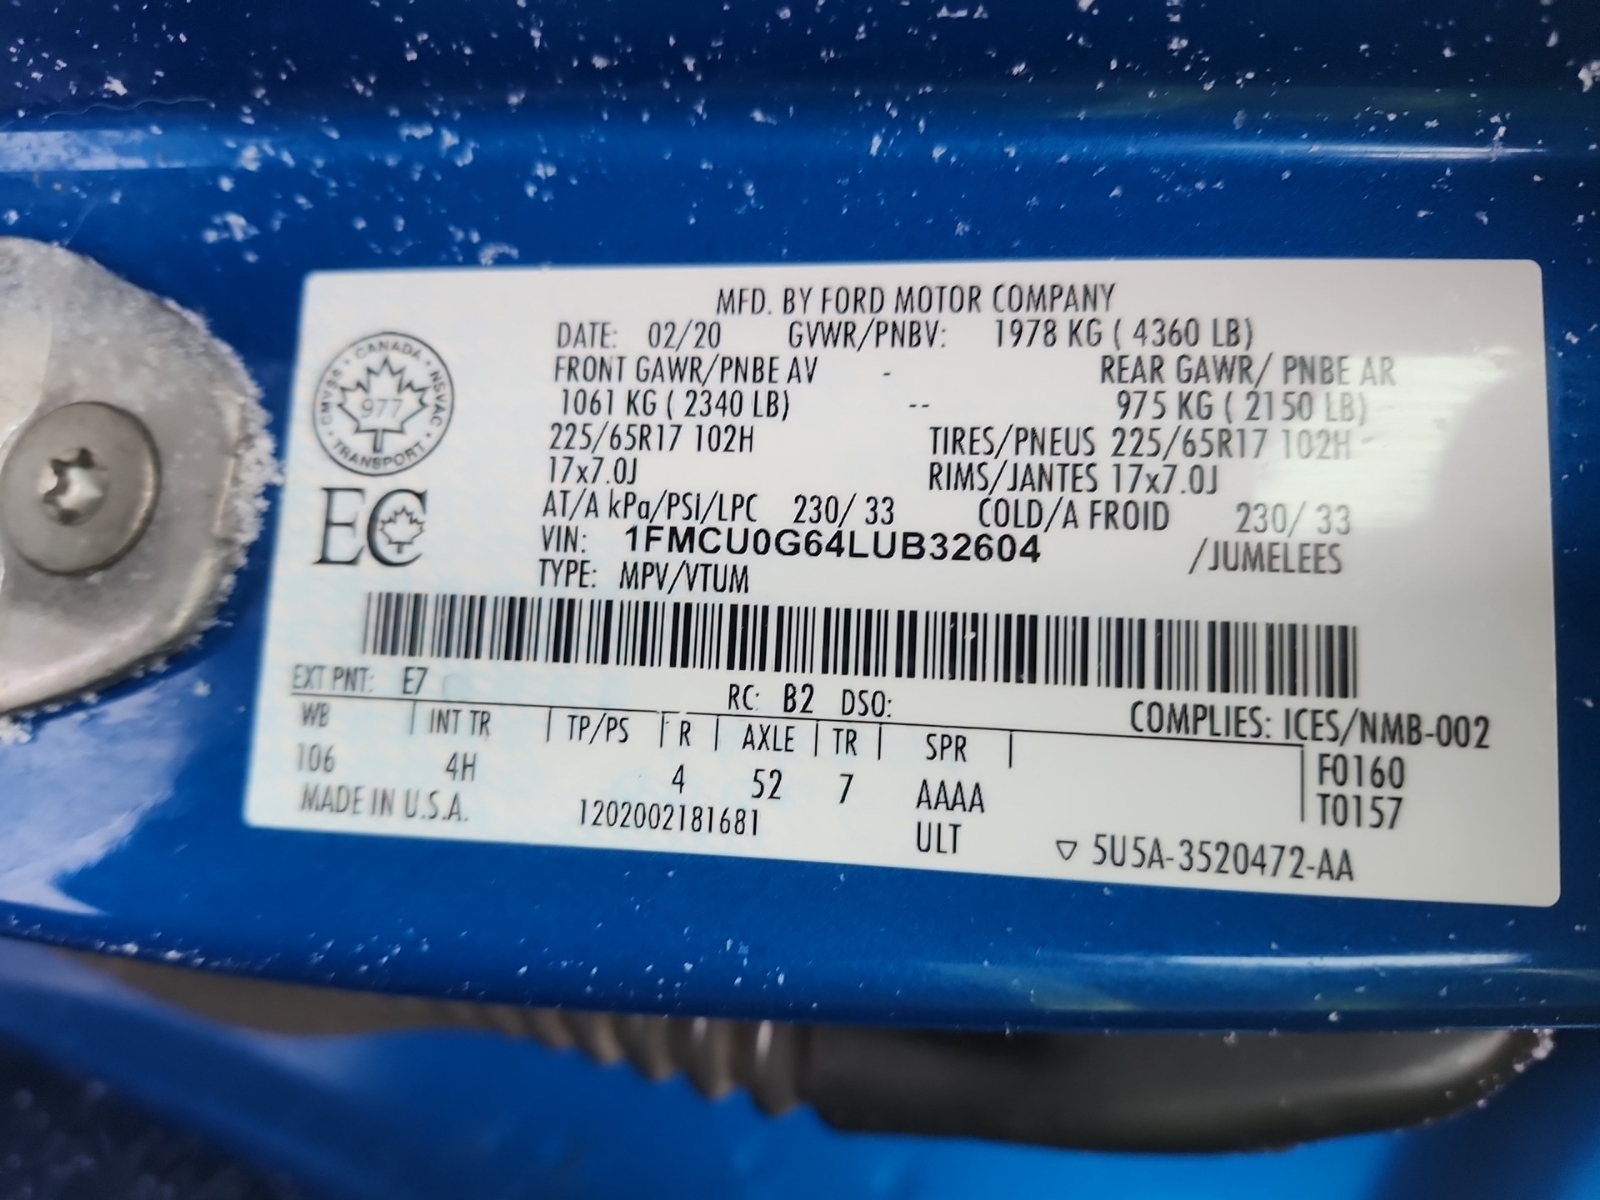 MFD. BY FORD MOTOR COMPANY
DATE: 02/20 GVWR/PNBV: 1978 KG ( 4360 LB)
FRONT GAWR/PNBE AV - REAR GAWR/ PNBE AR
1061 KG ( 2340 LB) -- 975 KG ( 2150 LB)
225/65R17 102H TIRES/PNEUS 225/65R17 102H
17x7.0J RIMS/JANTES 17x7.0J
AT/A kPa/PSI/LPC 230/ 33 COLD/A FROID 230/ 33
VIN: 1FMCU0G64LUB32604 /JUMELEES
TYPE: MPV/VTUM
CANADA
CMVSS 977 NSVAC
TRANSPORT
EC
EXT PNT: E7 RC: B2 DSO:
COMPLIES: ICES/NMB-002
WB | INT TR | TP/PS | R | AXLE | TR | SPR |
106 4H 4 52 7 AAAA
F0160
T0157
MADE IN U.S.A. 1202002181681 ULT
▽ 5U5A-3520472-AA